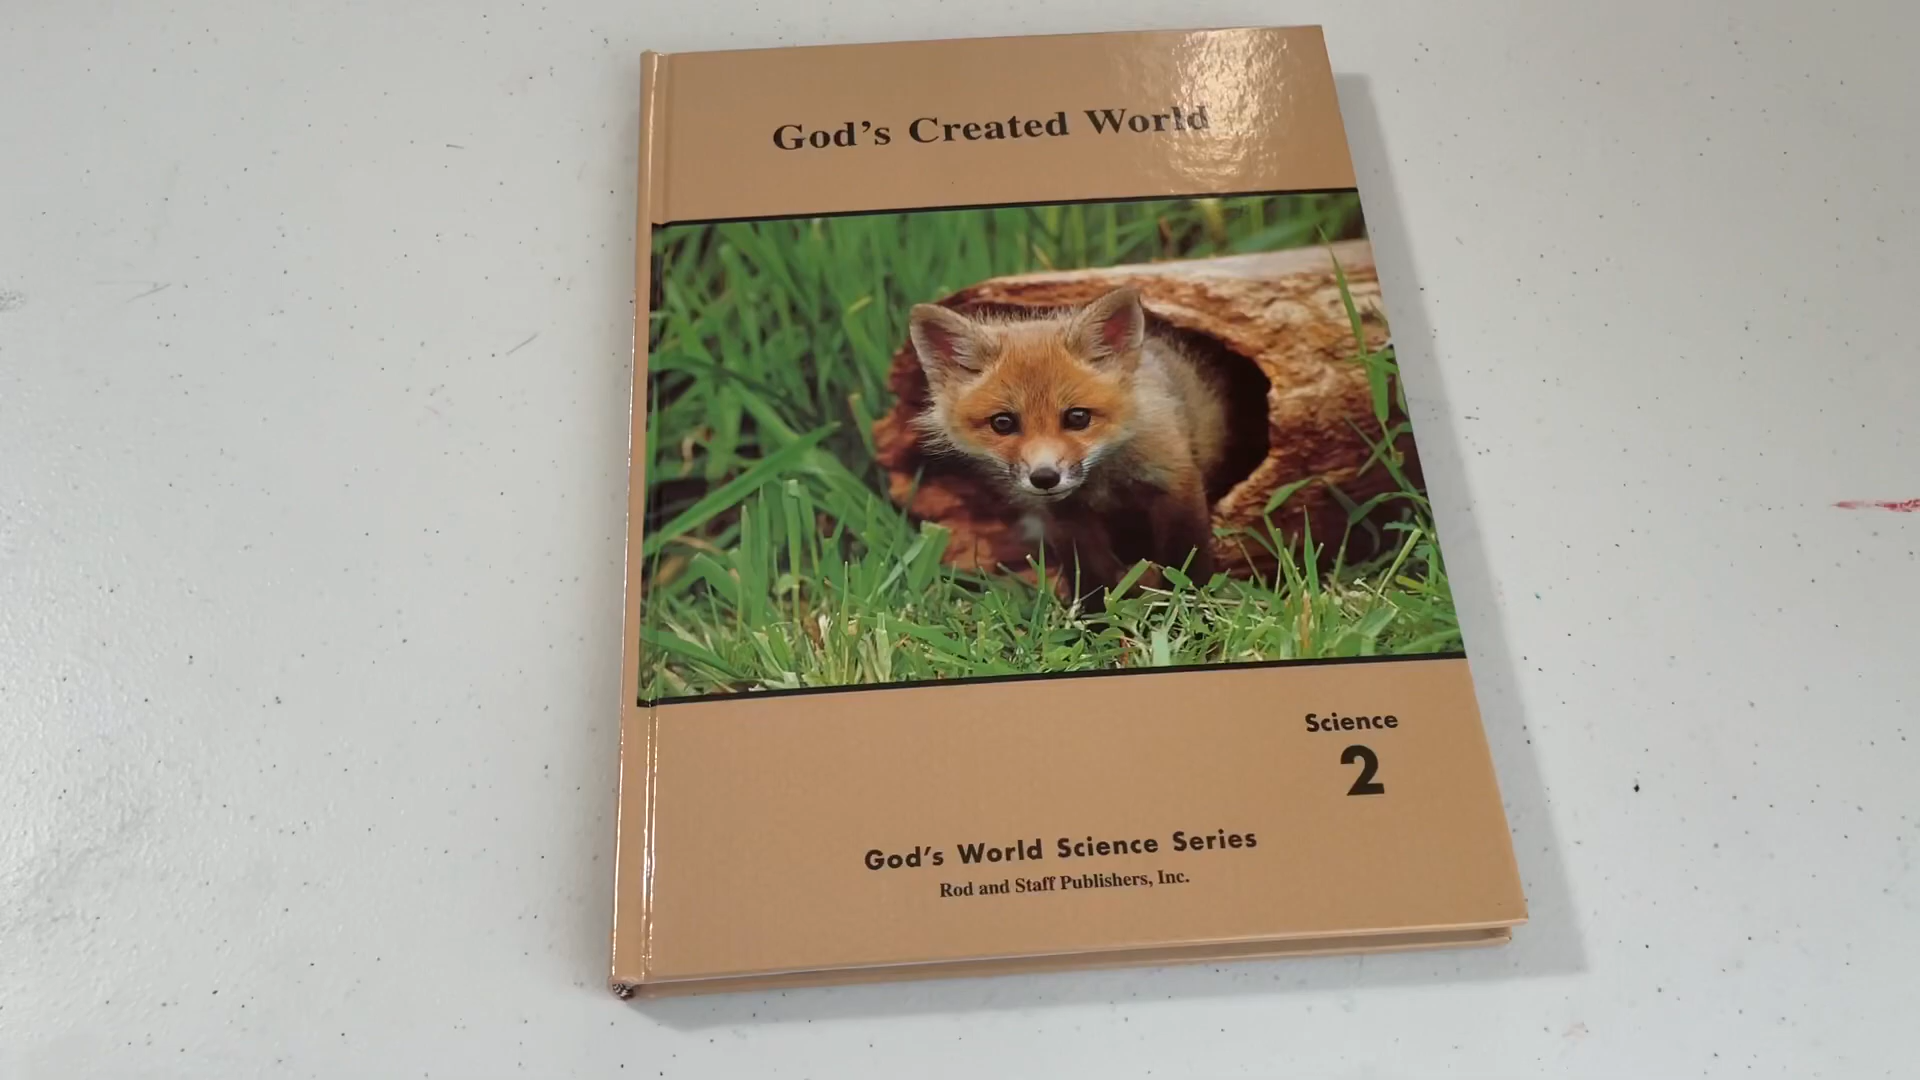 God's Created World
Science
2
God's World Science Series
Rod and Staff Publishers, Inc.